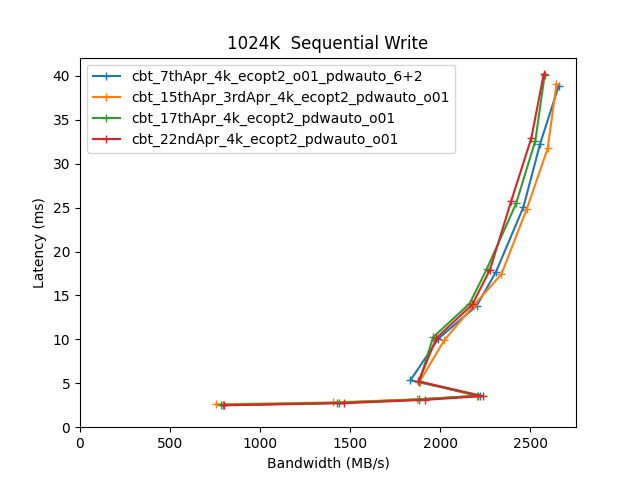 1024K  Sequential Write
cbt_7thApr_4k_ecopt2_o01_pdwauto_6+2
cbt_15thApr_3rdApr_4k_ecopt2_pdwauto_o01
cbt_17thApr_4k_ecopt2_pdwauto_o01
cbt_22ndApr_4k_ecopt2_pdwauto_o01
Latency (ms)
40
35
30
25
20
15
10
5
0
0 500 1000 1500 2000 2500
Bandwidth (MB/s)